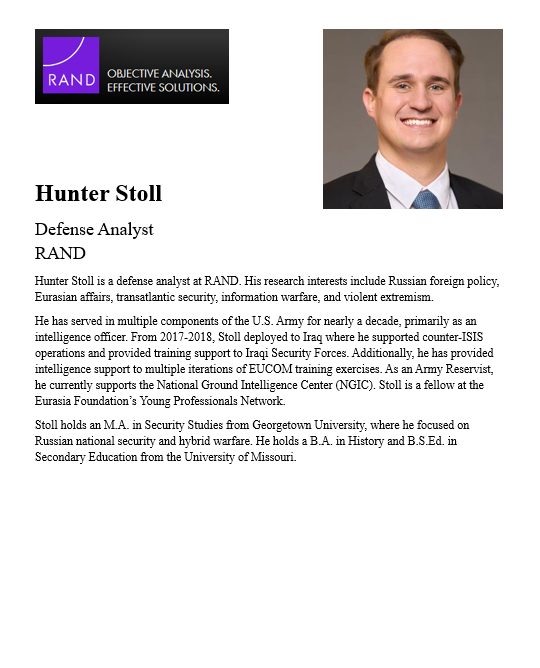 RAND
OBJECTIVE ANALYSIS.
EFFECTIVE SOLUTIONS.
Hunter Stoll
Defense Analyst
RAND
Hunter Stoll is a defense analyst at RAND. His research interests include Russian foreign policy,
Eurasian affairs, transatlantic security, information warfare, and violent extremism.
He has served in multiple components of the U.S. Army for nearly a decade, primarily as an
intelligence officer. From 2017-2018, Stoll deployed to Iraq where he supported counter-ISIS
operations and provided training support to Iraqi Security Forces. Additionally, he has provided
intelligence support to multiple iterations of EUCOM training exercises. As an Army Reservist,
he currently supports the National Ground Intelligence Center (NGIC). Stoll is a fellow at the
Eurasia Foundation’s Young Professionals Network.
Stoll holds an M.A. in Security Studies from Georgetown University, where he focused on
Russian national security and hybrid warfare. He holds a B.A. in History and B.S.Ed. in
Secondary Education from the University of Missouri.